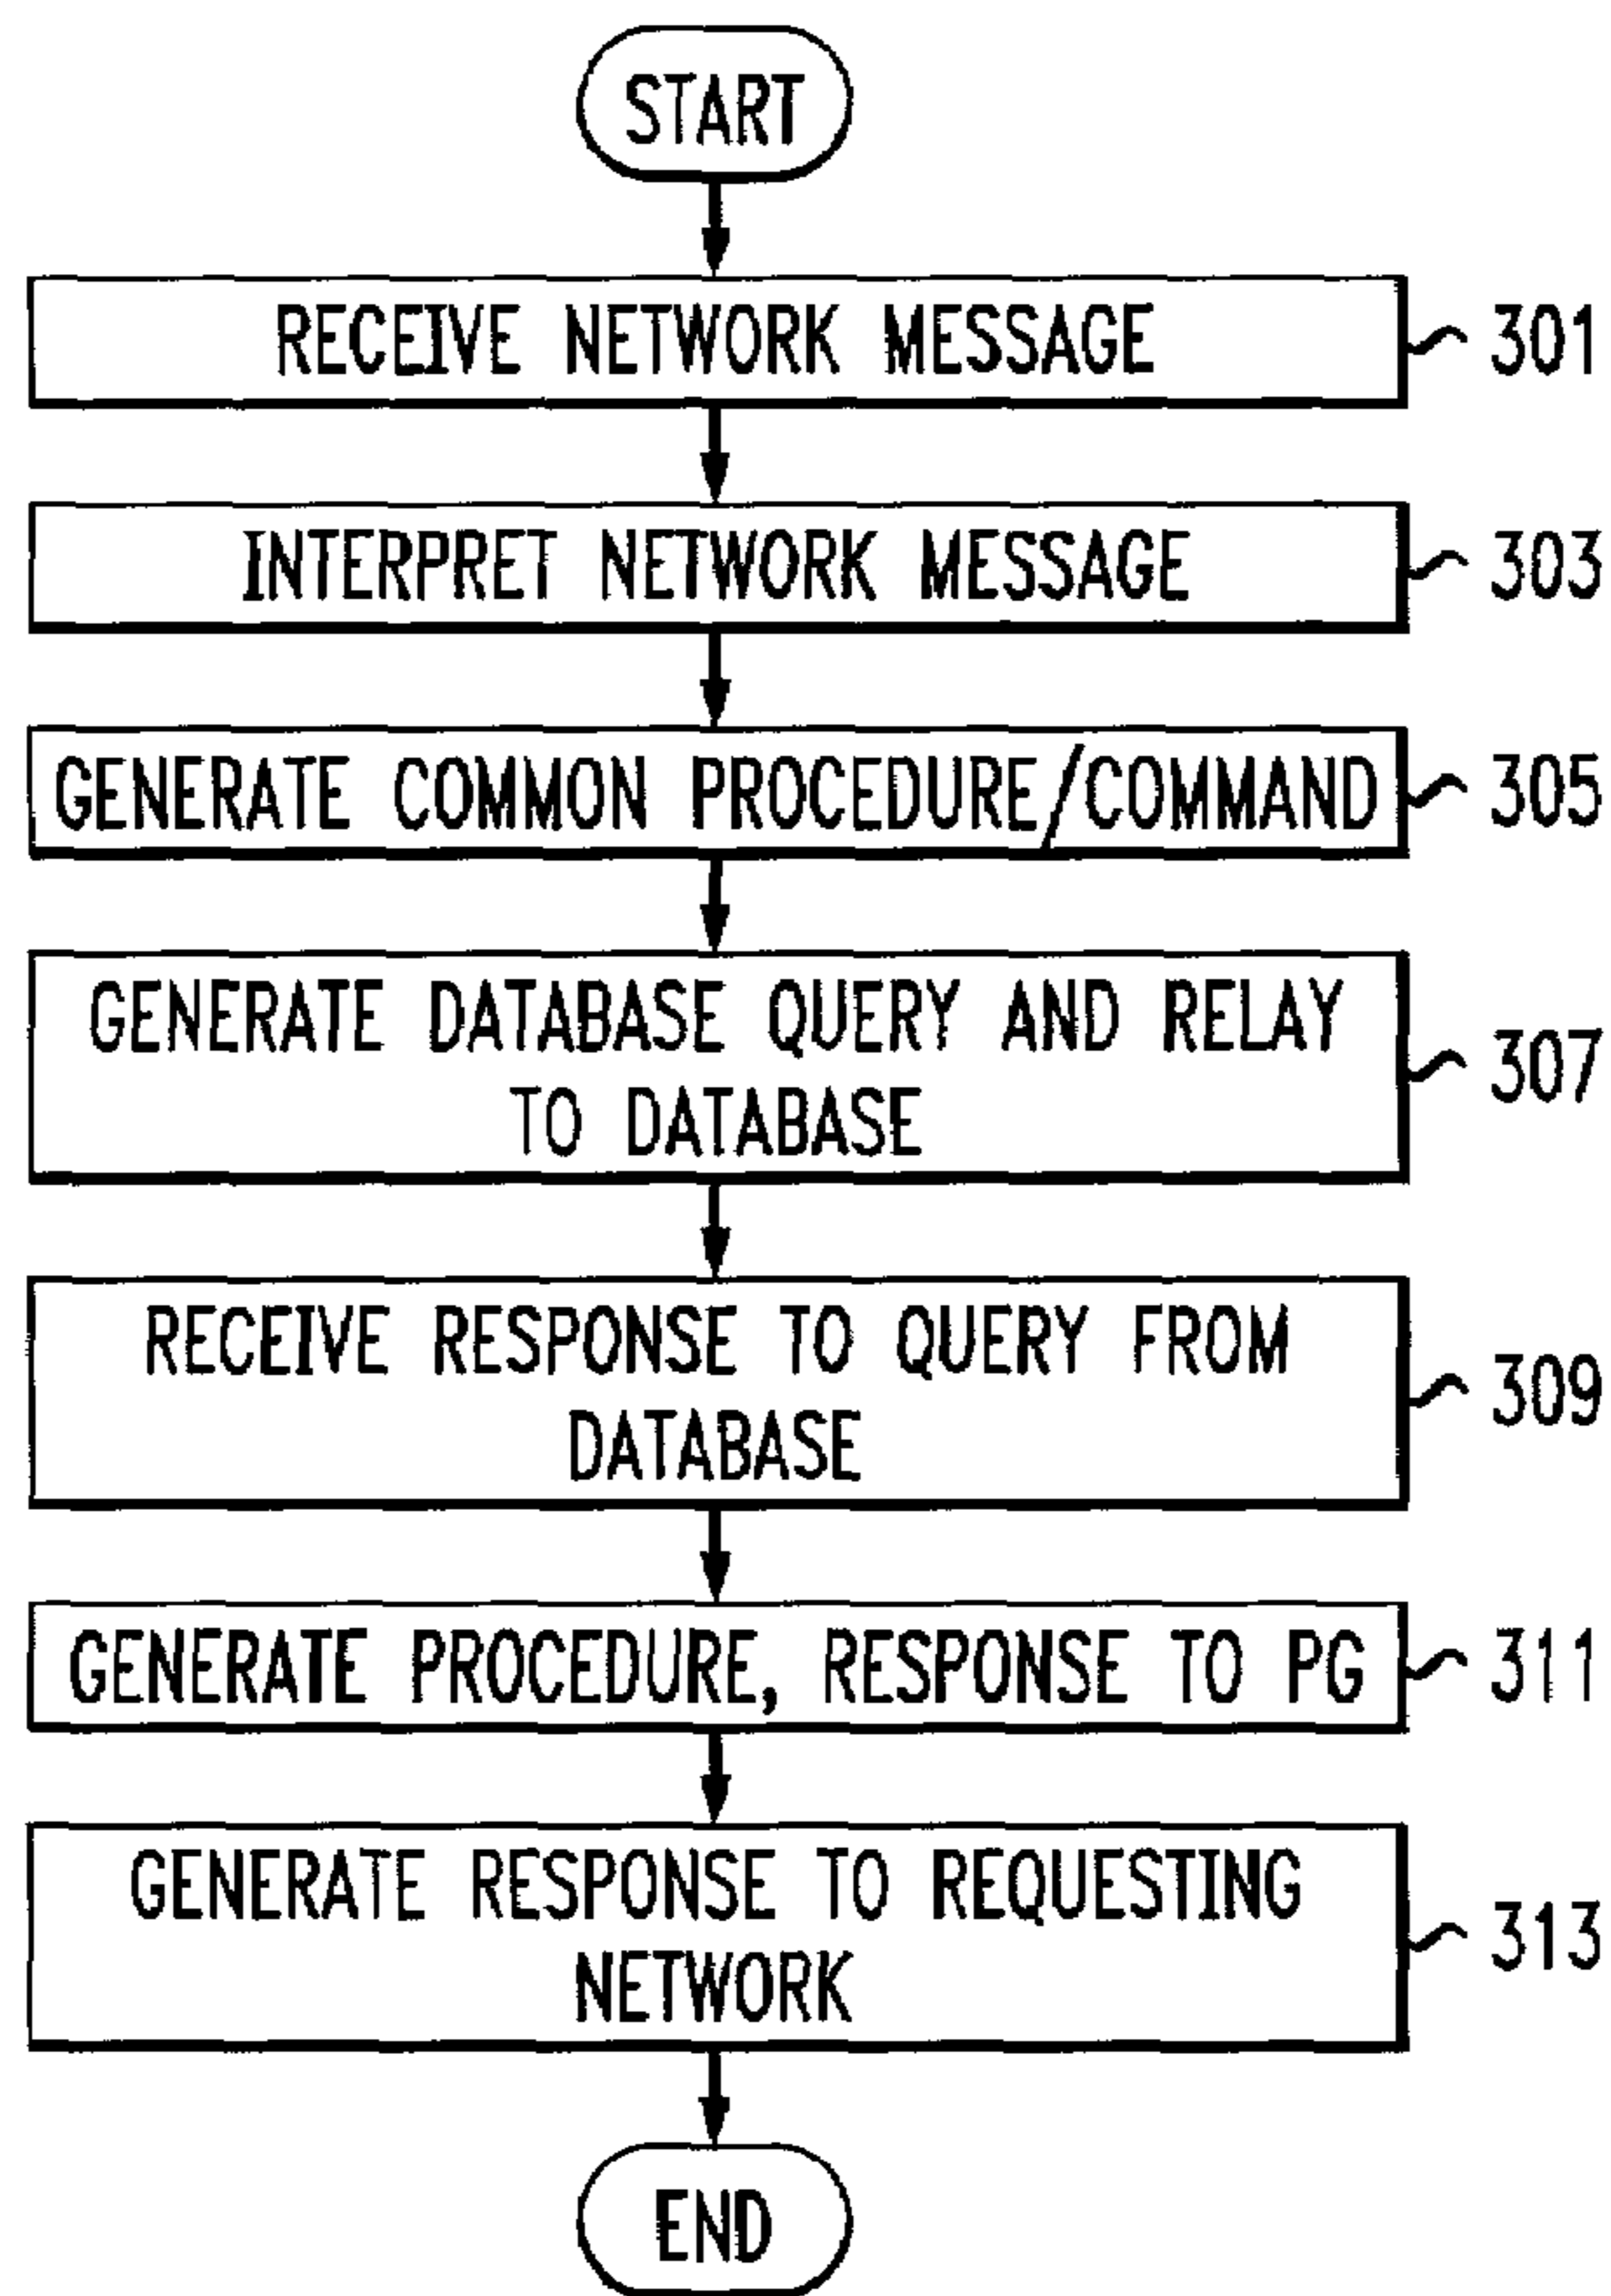 START
RECEIVE NETWORK MESSAGE
301
INTERPRET NETWORK MESSAGE
303
GENERATE COMMON PROCEDURE/COMMAND
305
GENERATE DATABASE QUERY AND RELAY
TO DATABASE
307
RECEIVE RESPONSE TO QUERY FROM
DATABASE
309
GENERATE PROCEDURE, RESPONSE TO PG
311
GENERATE RESPONSE TO REQUESTING
NETWORK
313
END